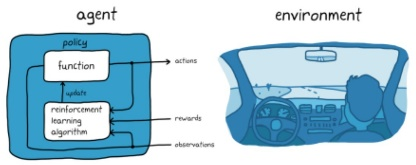 agent
environment
policy
function
actions
update
reinforcement
learning
algorithm
rewards
observations